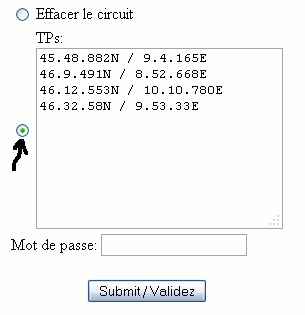 Effacer le circuit
TPs:
45.48.882N / 9.4.165E
46.9.491N / 8.52.668E
46.12.553N / 10.10.780E
46.32.58N / 9.53.33E
Mot de passe:
Submit/Validez